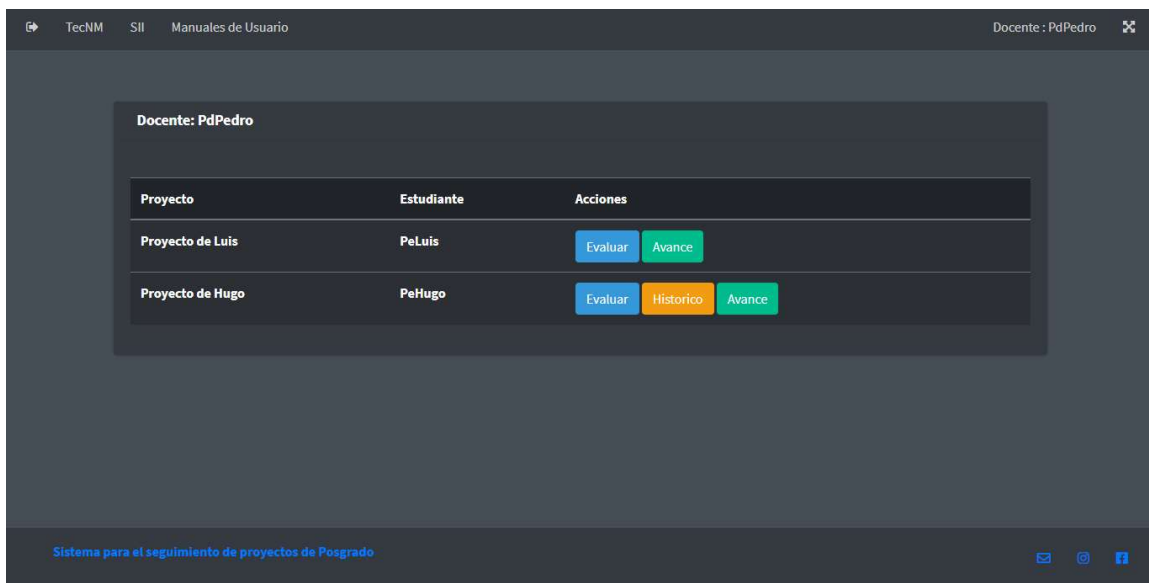 TecNM SII Manuales de Usuario Docente : PdPedro
Docente: PdPedro
Proyecto Estudiante Acciones
Proyecto de Luis PeLuis Evaluar Avance
Proyecto de Hugo PeHugo Evaluar Historico Avance
Sistema para el seguimiento de proyectos de Posgrado